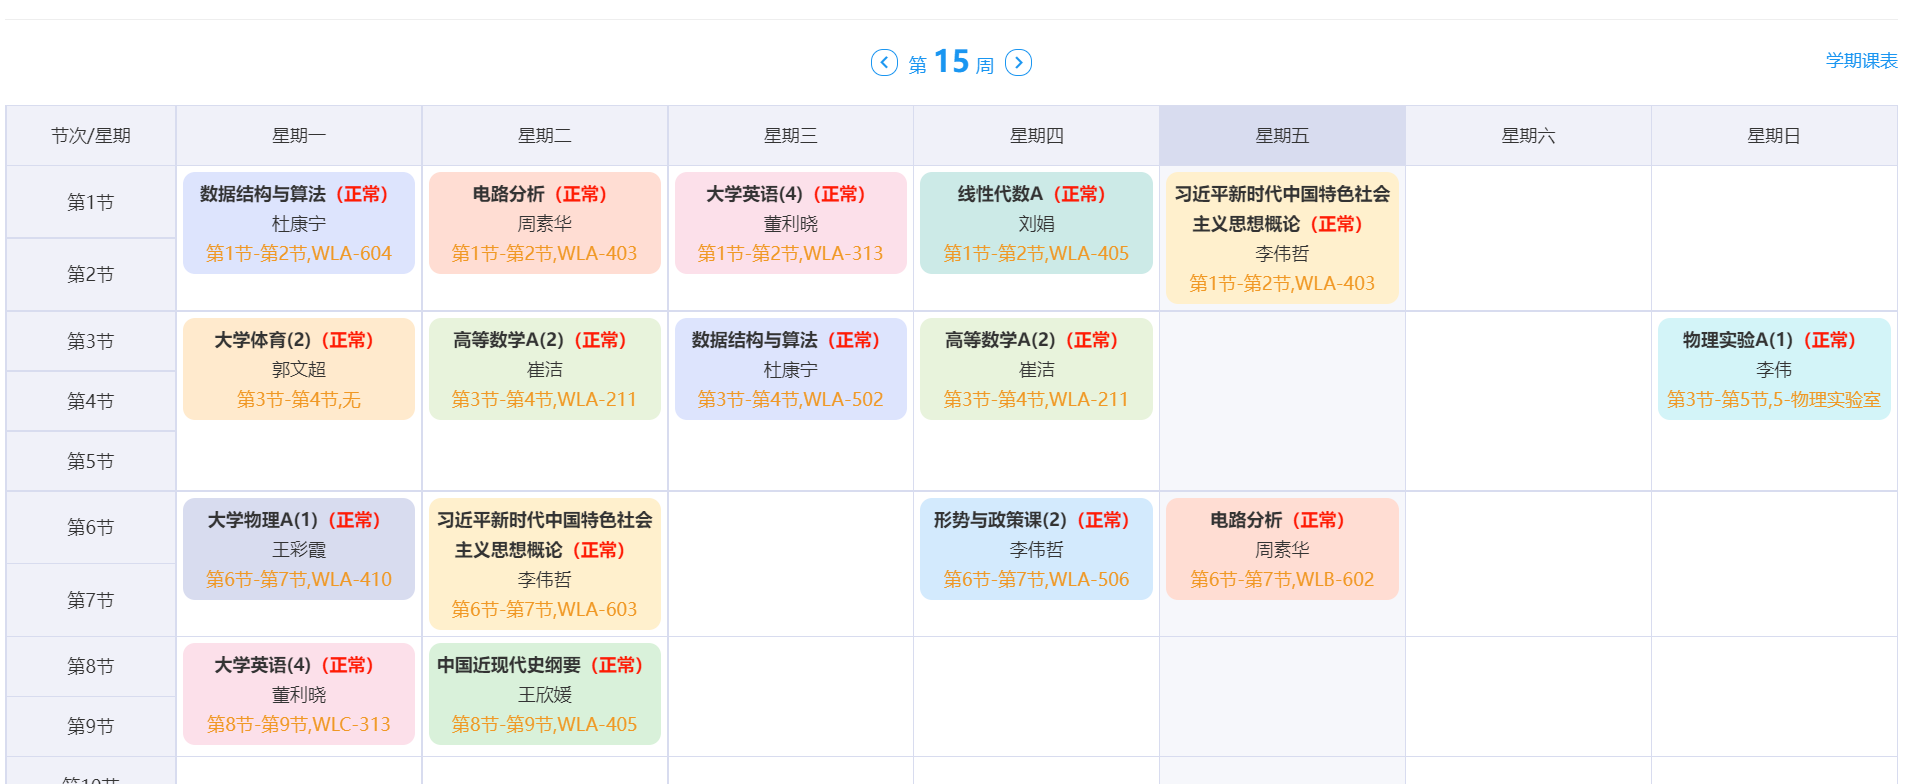 第 15 周
学期课表
节次/星期 星期一 星期二 星期三 星期四 星期五 星期六 星期日
第1节
第2节
数据结构与算法（正常）
杜康宁
第1节-第2节,WLA-604
电路分析（正常）
周素华
第1节-第2节,WLA-403
大学英语(4)（正常）
董利晓
第1节-第2节,WLA-313
线性代数A（正常）
刘娟
第1节-第2节,WLA-405
习近平新时代中国特色社会
主义思想概论（正常）
李伟哲
第1节-第2节,WLA-403
第3节
第4节
第5节
大学体育(2)（正常）
郭文超
第3节-第4节,无
高等数学A(2)（正常）
崔洁
第3节-第4节,WLA-211
数据结构与算法（正常）
杜康宁
第3节-第4节,WLA-502
高等数学A(2)（正常）
崔洁
第3节-第4节,WLA-211
物理实验A(1)（正常）
李伟
第3节-第5节,5-物理实验室
第6节
第7节
大学物理A(1)（正常）
王彩霞
第6节-第7节,WLA-410
习近平新时代中国特色社会
主义思想概论（正常）
李伟哲
第6节-第7节,WLA-603
形势与政策课(2)（正常）
李伟哲
第6节-第7节,WLA-506
电路分析（正常）
周素华
第6节-第7节,WLB-602
第8节
第9节
大学英语(4)（正常）
董利晓
第8节-第9节,WLC-313
中国近现代史纲要（正常）
王欣媛
第8节-第9节,WLA-405
第10节